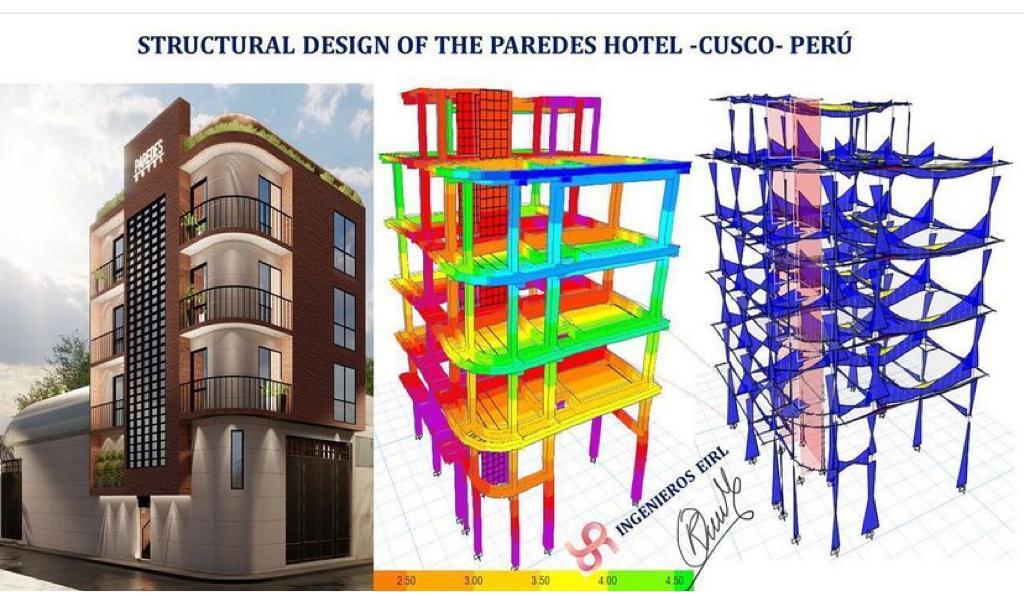 STRUCTURAL DESIGN OF THE PAREDES HOTEL -CUSCO- PERÚ
PAREDES
INGENIEROS EIRL
2.50 3.00 3.50 4.00 4.50